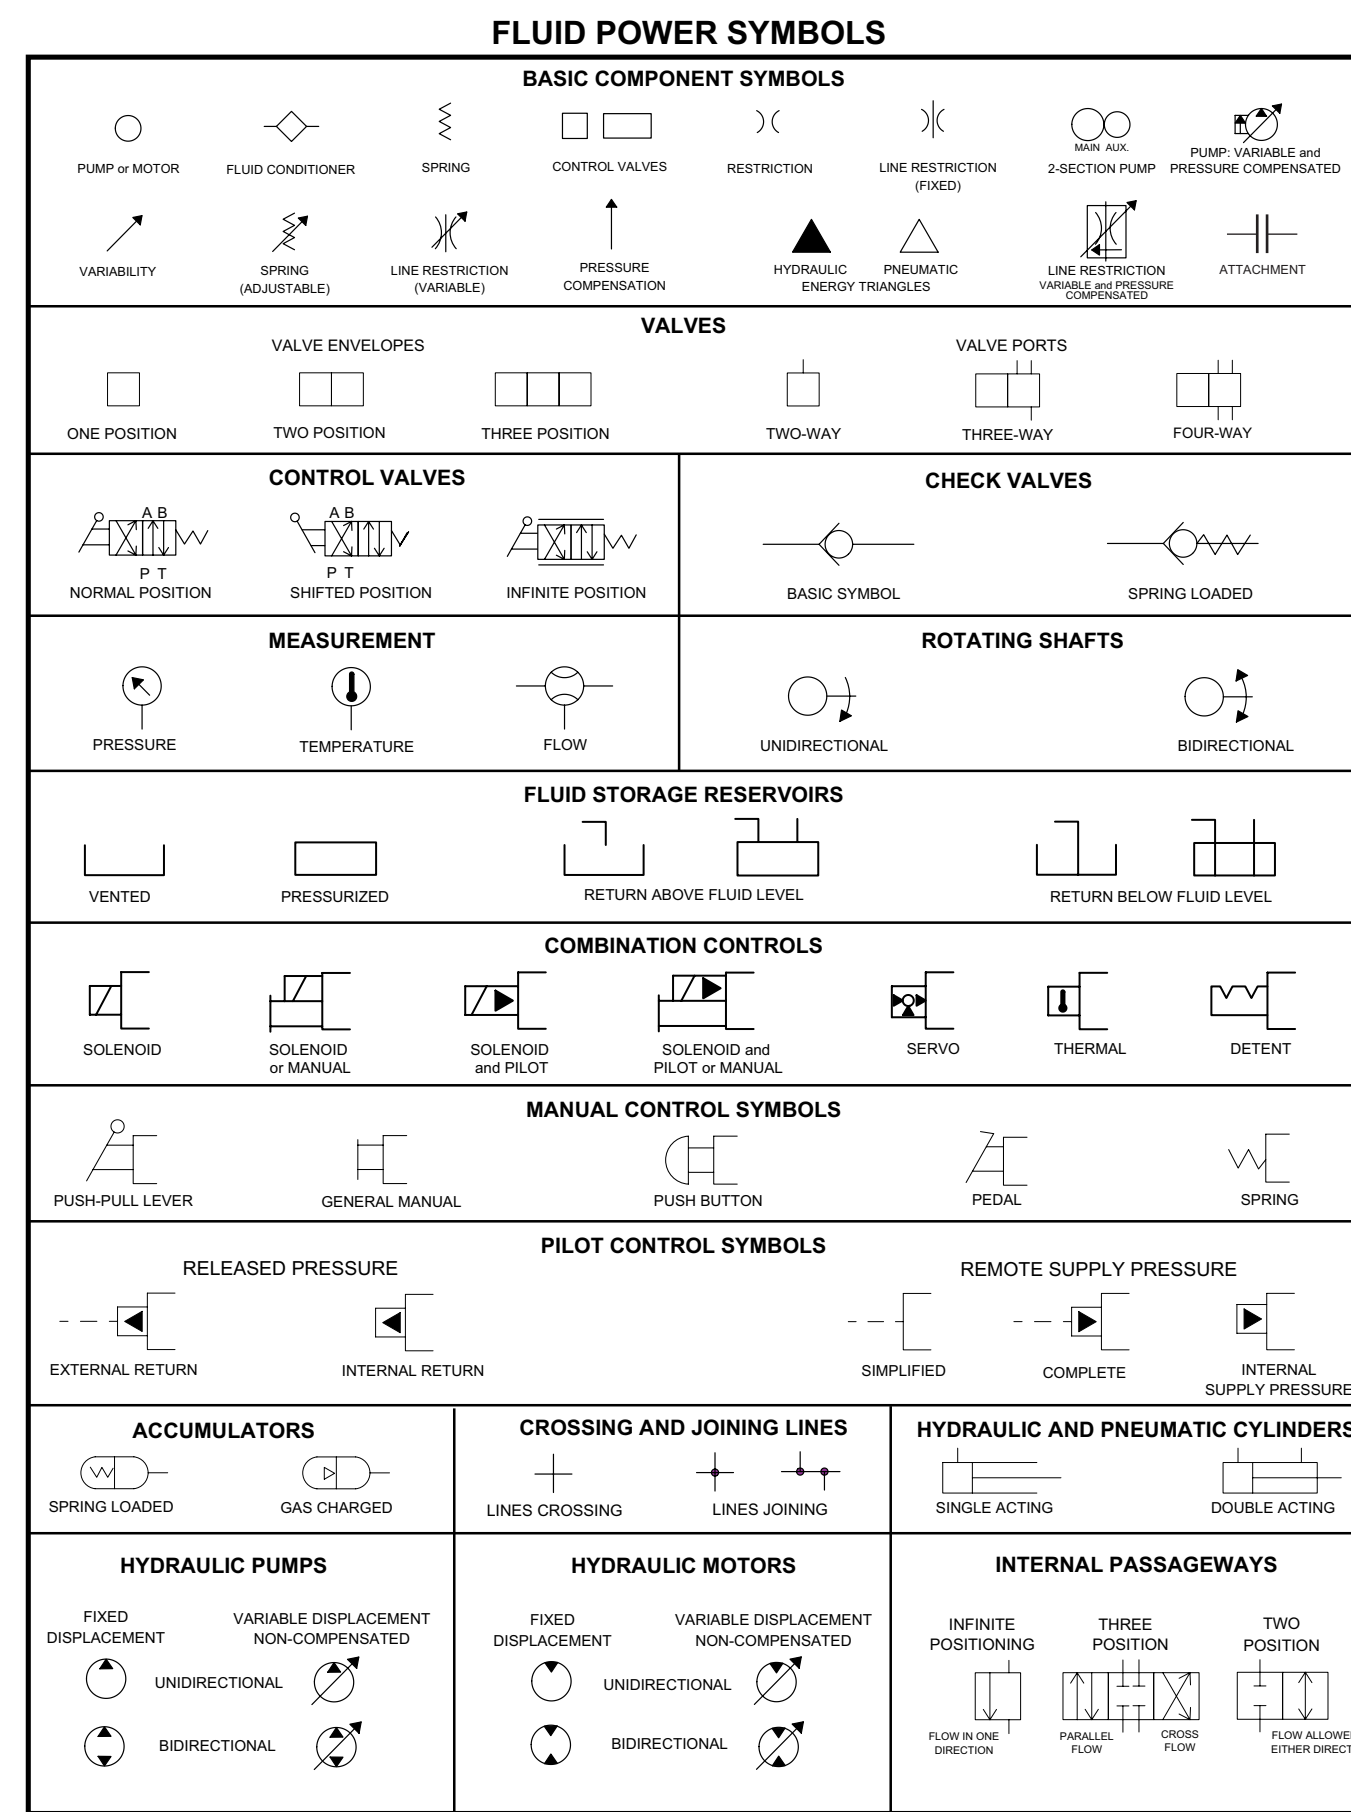 FLUID POWER SYMBOLS
BASIC COMPONENT SYMBOLS
MAIN AUX.
PUMP or MOTOR
FLUID CONDITIONER
SPRING
CONTROL VALVES
RESTRICTION
LINE RESTRICTION
(FIXED)
2-SECTION PUMP
PUMP: VARIABLE and
PRESSURE COMPENSATED
VARIABILITY
SPRING
(ADJUSTABLE)
LINE RESTRICTION
(VARIABLE)
PRESSURE
COMPENSATION
HYDRAULIC PNEUMATIC
ENERGY TRIANGLES
LINE RESTRICTION
VARIABLE and PRESSURE
COMPENSATED
ATTACHMENT
VALVES
VALVE ENVELOPES
VALVE PORTS
ONE POSITION
TWO POSITION
THREE POSITION
TWO-WAY
THREE-WAY
FOUR-WAY
CONTROL VALVES
A B
P T
NORMAL POSITION
A B
P T
SHIFTED POSITION
INFINITE POSITION
CHECK VALVES
BASIC SYMBOL
SPRING LOADED
MEASUREMENT
PRESSURE
TEMPERATURE
FLOW
ROTATING SHAFTS
UNIDIRECTIONAL
BIDIRECTIONAL
FLUID STORAGE RESERVOIRS
VENTED
PRESSURIZED
RETURN ABOVE FLUID LEVEL
RETURN BELOW FLUID LEVEL
COMBINATION CONTROLS
SOLENOID
SOLENOID
or MANUAL
SOLENOID
and PILOT
SOLENOID and
PILOT or MANUAL
SERVO
THERMAL
DETENT
MANUAL CONTROL SYMBOLS
PUSH-PULL LEVER
GENERAL MANUAL
PUSH BUTTON
PEDAL
SPRING
PILOT CONTROL SYMBOLS
RELEASED PRESSURE
REMOTE SUPPLY PRESSURE
EXTERNAL RETURN
INTERNAL RETURN
SIMPLIFIED
COMPLETE
INTERNAL
SUPPLY PRESSURE
ACCUMULATORS
SPRING LOADED
GAS CHARGED
CROSSING AND JOINING LINES
LINES CROSSING
LINES JOINING
HYDRAULIC AND PNEUMATIC CYLINDERS
SINGLE ACTING
DOUBLE ACTING
HYDRAULIC PUMPS
FIXED
DISPLACEMENT
VARIABLE DISPLACEMENT
NON-COMPENSATED
UNIDIRECTIONAL
BIDIRECTIONAL
HYDRAULIC MOTORS
FIXED
DISPLACEMENT
VARIABLE DISPLACEMENT
NON-COMPENSATED
UNIDIRECTIONAL
BIDIRECTIONAL
INTERNAL PASSAGEWAYS
INFINITE
POSITIONING
THREE
POSITION
TWO
POSITION
FLOW IN ONE
DIRECTION
PARALLEL
FLOW
CROSS
FLOW
FLOW
EITHER